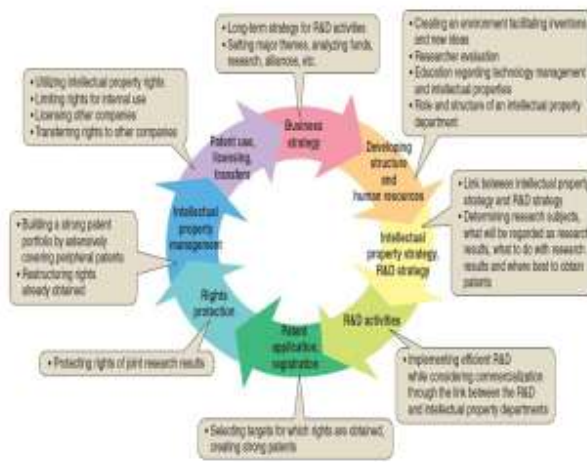 • Long-term strategy for R&D activities
• Setting major themes, analyzing funds,
research, alliances, etc.
• Creating an environment facilitating inventions
and new ideas
• Researcher evaluation
• Education regarding technology management
and intellectual properties
• Role and structure of an intellectual property
department
• Utilizing intellectual property rights
• Limiting rights for internal use
• Licensing other companies
• Transferring rights to other companies
Business
strategy
Developing
structure
and
human resources
• Link between intellectual property
strategy and R&D strategy
• Determining research subjects,
what will be regarded as research
results, what to do with research
results and where best to obtain
patents
Intellectual
property strategy,
R&D strategy
R&D activities
• Implementing efficient R&D
while considering commercialization
through the link between the R&D
and intellectual property departments
Patent
application,
registration
• Selecting targets for which rights are obtained,
creating strong patents
Rights
protection
• Protecting rights of joint research results
Intellectual
property
management
• Building a strong patent
portfolio by extensively
covering peripheral patents
• Restructuring rights
already obtained
Patent use,
licensing,
transfers